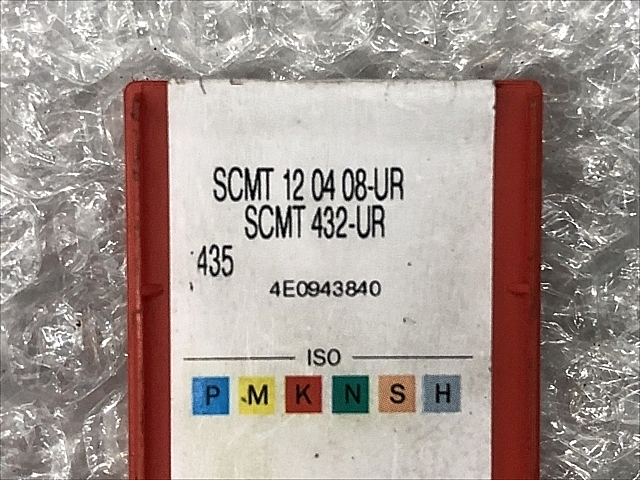 SCMT 12 04 08-UR
SCMT 432-UR
435
4E0943840
ISO
P M K N S H